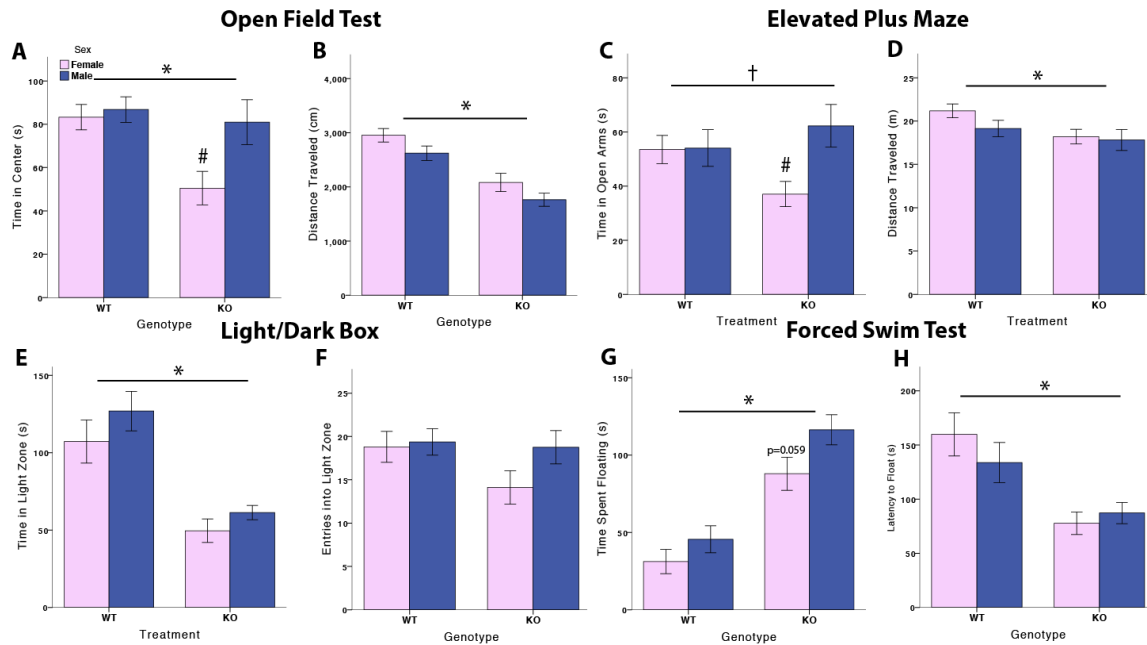 Open Field Test
Elevated Plus Maze
A
Sex
Female
Male
*
#
Time in Center (s)
100
80
60
40
20
0
WT
KO
Genotype
B
*
Distance Traveled (cm)
4,000
3,000
2,000
1,000
0
WT
KO
Genotype
C
†
#
Time in Open Arms (s)
80
60
40
20
0
WT
KO
Treatment
D
*
Distance Traveled (m)
25
20
15
10
5
0
WT
KO
Treatment
Light/Dark Box
Forced Swim Test
E
*
Time in Light Zone (s)
150
100
50
0
WT
KO
Treatment
F
Entries into Light Zone
25
20
15
10
5
0
WT
KO
Genotype
G
*
p=0.059
Time Spent Floating (s)
150
100
50
0
WT
KO
Genotype
H
*
Latency to Float (s)
200
150
100
50
0
WT
KO
Genotype